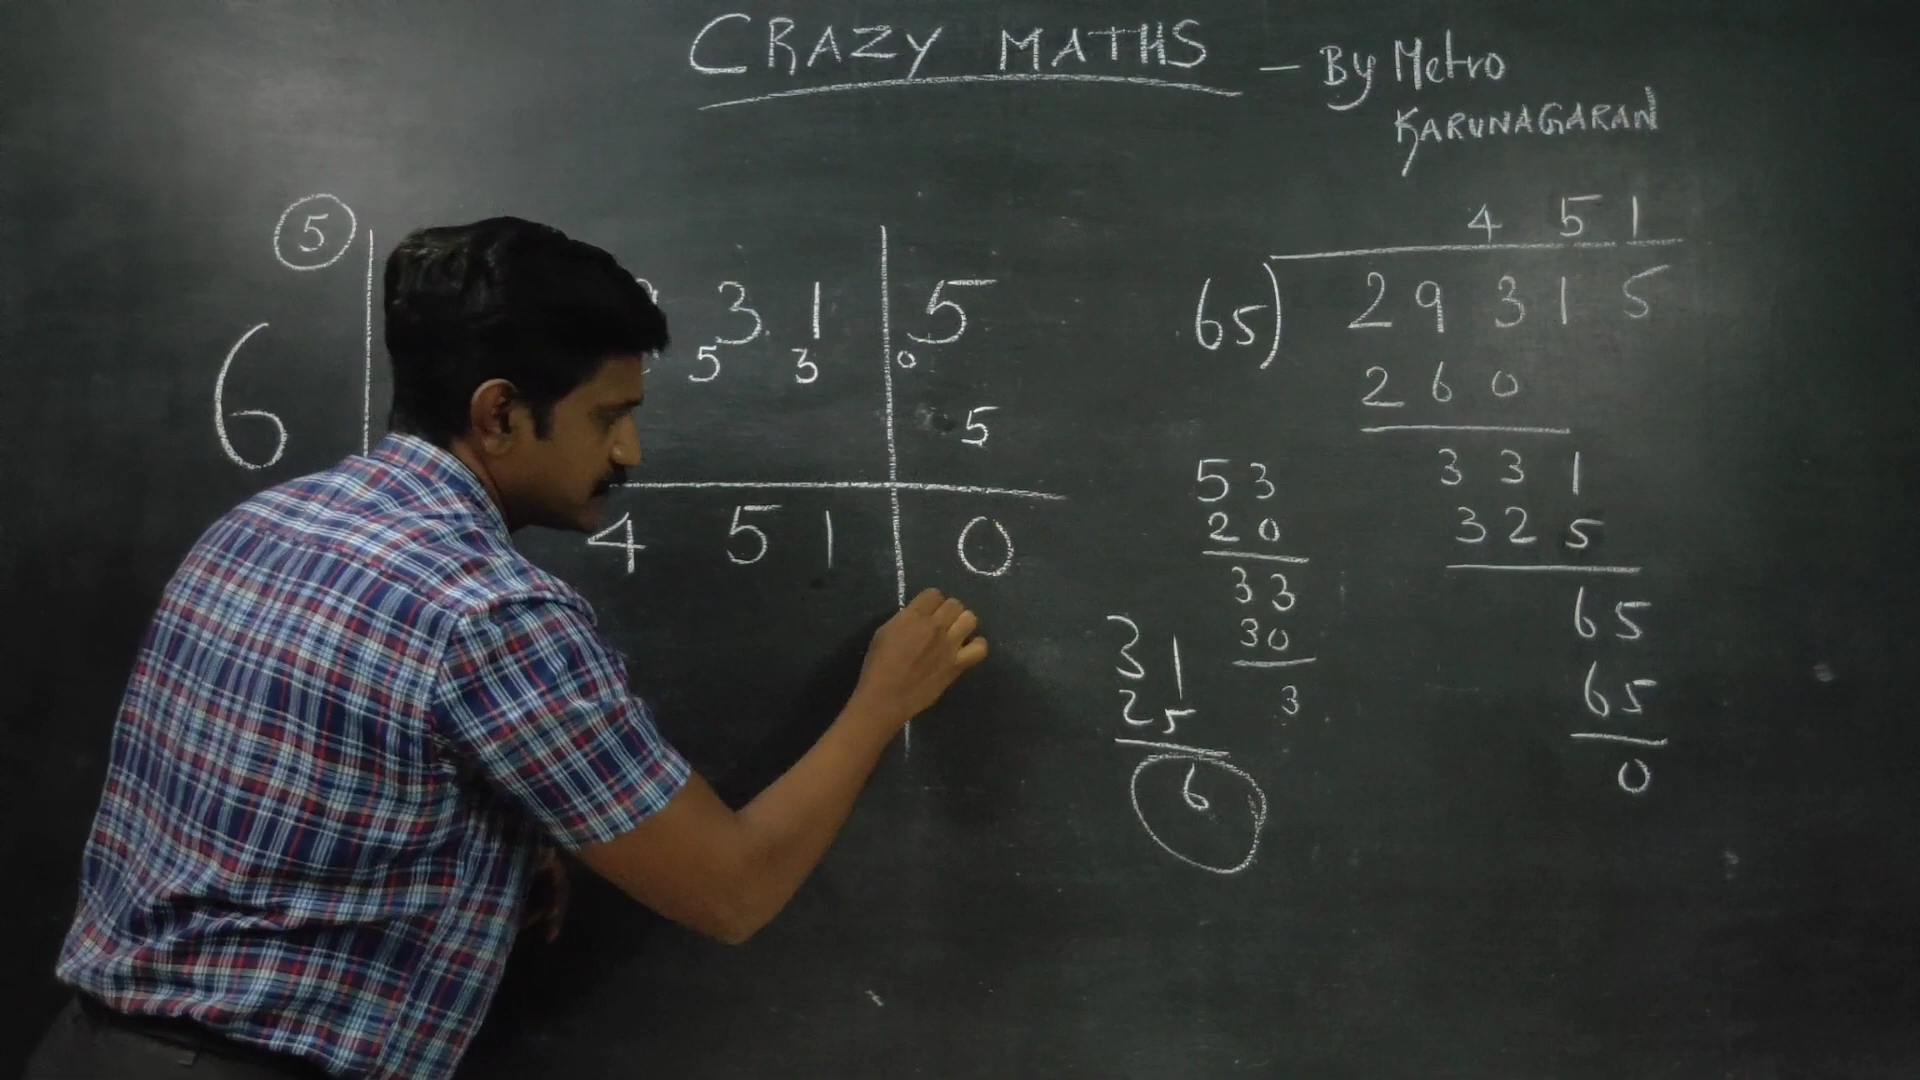 CRAZY MATHS
- By Metro
KARUNAGARAN
5
6
3 1 5
5 3 0
5
4 5 1 0
4 5 1
65) 2 9 3 1 5
2 6 0
3 3 1
3 2 5
6 5
6 5
0
5 3
2 0
3 3
3 0
3
3 1
2 5
6